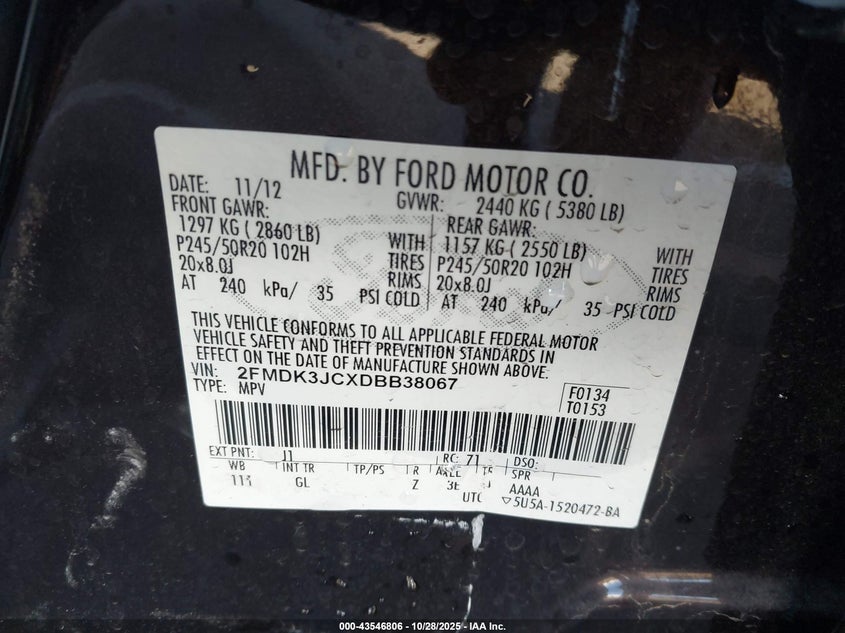 MFD. BY FORD MOTOR CO.
DATE: 11/12 GVWR: 2440 KG ( 5380 LB)
FRONT GAWR: REAR GAWR:
1297 KG ( 2860 LB) WITH 1157 KG ( 2550 LB) WITH
P245/50R20 102H TIRES P245/50R20 102H TIRES
20x8.0J RIMS 20x8.0J RIMS
AT 240 kPa/ 35 PSI COLD AT 240 kPa/ 35 PSI COLD
THIS VEHICLE CONFORMS TO ALL APPLICABLE FEDERAL MOTOR
VEHICLE SAFETY AND THEFT PREVENTION STANDARDS IN
EFFECT ON THE DATE OF MANUFACTURE SHOWN ABOVE.
VIN: 2FMDK3JCXDBB38067
TYPE: MPV
F0134
T0153
EXT PNT: J1 RC: 71 DSO:
WB INT TR TP/PS R AXLE TR SPR
GL Z 3E J AAAA
UTC ▽5U5A-1520472-BA
000-43546806 - 10/28/2025 - IAA Inc.